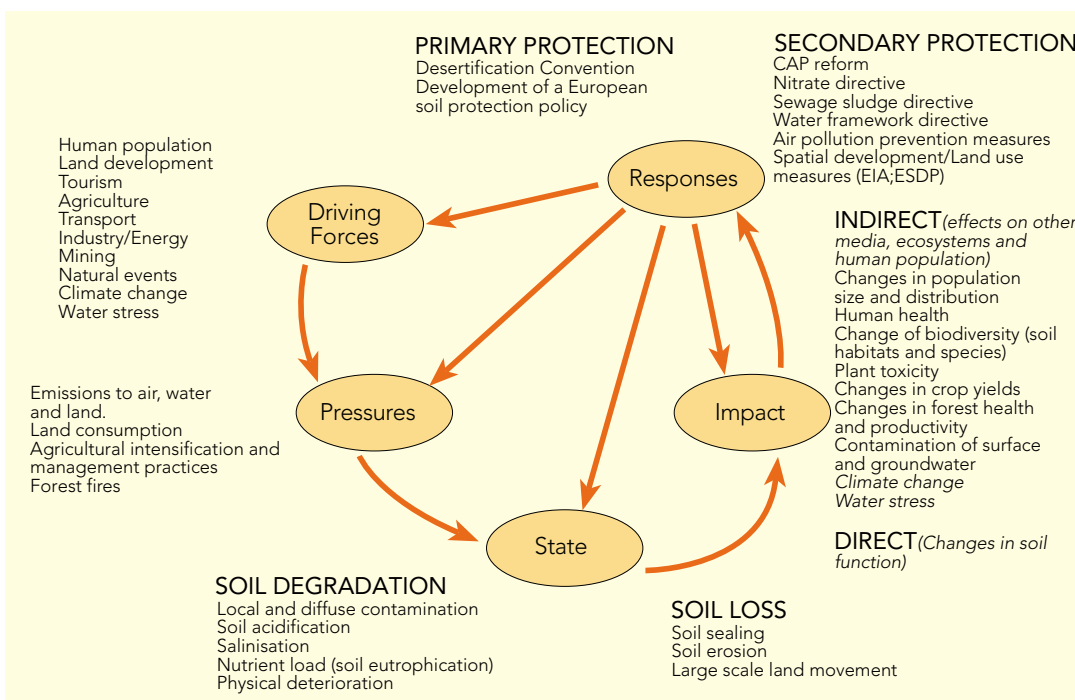 PRIMARY PROTECTION
Desertification Convention
Development of a European
soil protection policy
SECONDARY PROTECTION
CAP reform
Nitrate directive
Sewage sludge directive
Water framework directive
Air pollution prevention measures
Spatial development/Land use
measures (EIA;ESDP)
Human population
Land development
Tourism
Agriculture
Transport
Industry/Energy
Mining
Natural events
Climate change
Water stress
Driving
Forces
Responses
INDIRECT(effects on other
media, ecosystems and
human population)
Changes in population
size and distribution
Human health
Change of biodiversity (soil
habitats and species)
Plant toxicity
Changes in crop yields
Changes in forest health
and productivity
Contamination of surface
and groundwater
Climate change
Water stress
Emissions to air, water
and land.
Land consumption
Agricultural intensification and
management practices
Forest fires
Pressures
Impact
State
DIRECT(Changes in soil
function)
SOIL DEGRADATION
Local and diffuse contamination
Soil acidification
Salinisation
Nutrient load (soil eutrophication)
Physical deterioration
SOIL LOSS
Soil sealing
Soil erosion
Large scale land movement